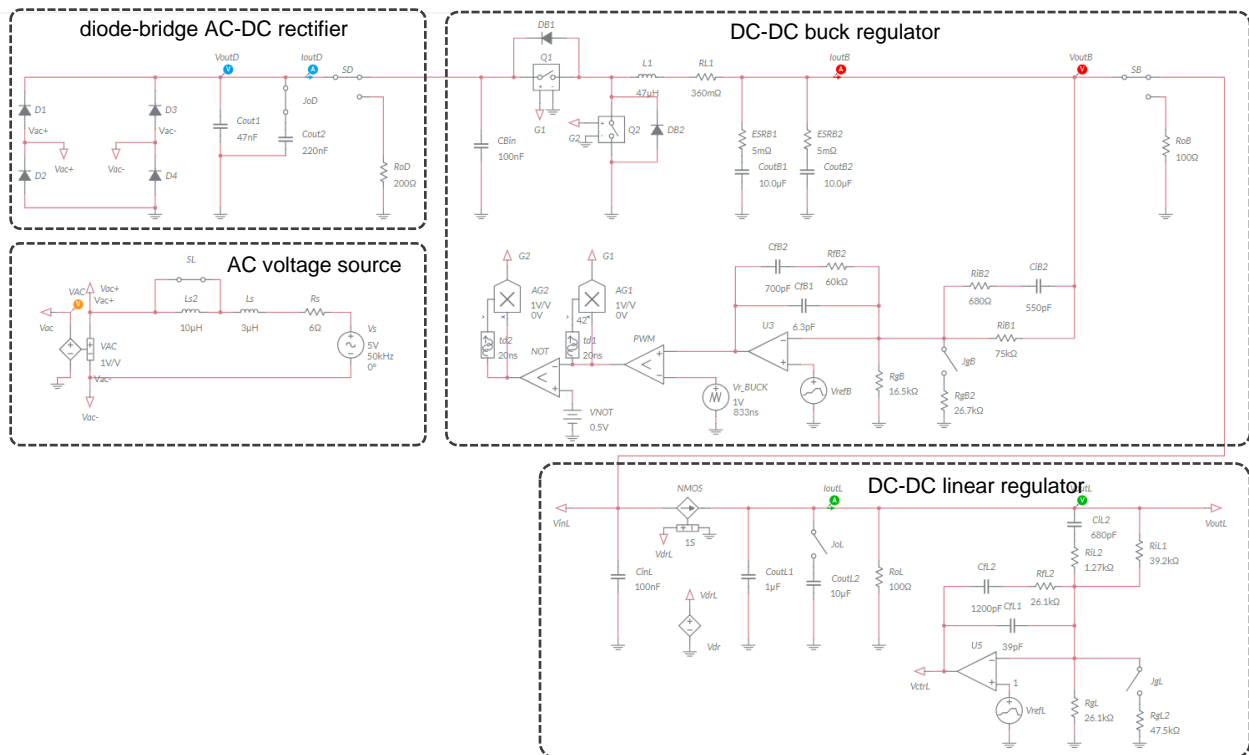 diode-bridge AC-DC rectifier
VoutD
IoutD
SD
D1
D3
Vac+
Vac-
JoD
Cout1
47nF
Cout2
220nF
Vac+
Vac-
D2
D4
RoD
200Ω
AC voltage source
VAC
Vac+
Vac+
SL
Vac
Ls2
10µH
Ls
3µH
Rs
6Ω
VAC
1V/V
Vac-
Vs
5V
50kHz
0°
Vac-
DC-DC buck regulator
DB1
Q1
L1
47µH
RL1
360mΩ
IoutB
VoutB
SB
G1
G2
Q2
DB2
CBin
100nF
ESRB1
5mΩ
ESRB2
5mΩ
CoutB1
10.0µF
CoutB2
10.0µF
RoB
100Ω
G2
G1
AG2
1V/V
0V
AG1
1V/V
0V
42
td2
20ns
td1
20ns
NOT
PWM
VNOT
0.5V
Vr_BUCK
1V
833ns
CfB2
700pF
RfB2
60kΩ
CfB1
6.3pF
U3
VrefB
RgB
16.5kΩ
RiB2
680Ω
CiB2
550pF
RiB1
75kΩ
JgB
RgB2
26.7kΩ
DC-DC linear regulator
VinL
NMOS
1S
VdrL
IoutL
VoutL
VoutL
CinL
100nF
VdrL
Vdr
CoutL1
1µF
JoL
CoutL2
10µF
RoL
100Ω
CiL2
680pF
RiL2
1.27kΩ
RiL1
39.2kΩ
CfL2
1200pF
RfL2
26.1kΩ
CfL1
39pF
U5
VctrL
1
VrefL
RgL
26.1kΩ
JgL
RgL2
47.5kΩ